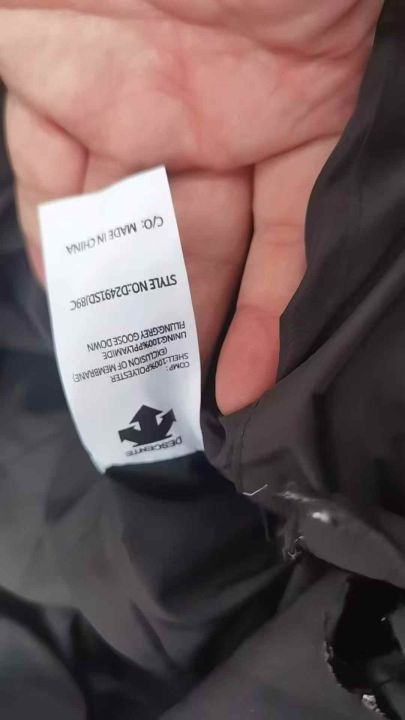 DESCENTE
COMP:
SHELL:100%POLYESTER
(EXCLUSION OF MEMBRANE)
LINING:100%PPLYAMIDE
FILLING:GREY GOOSE DOWN
STYLE NO.:D2491SDJ89C
C/O: MADE IN CHINA